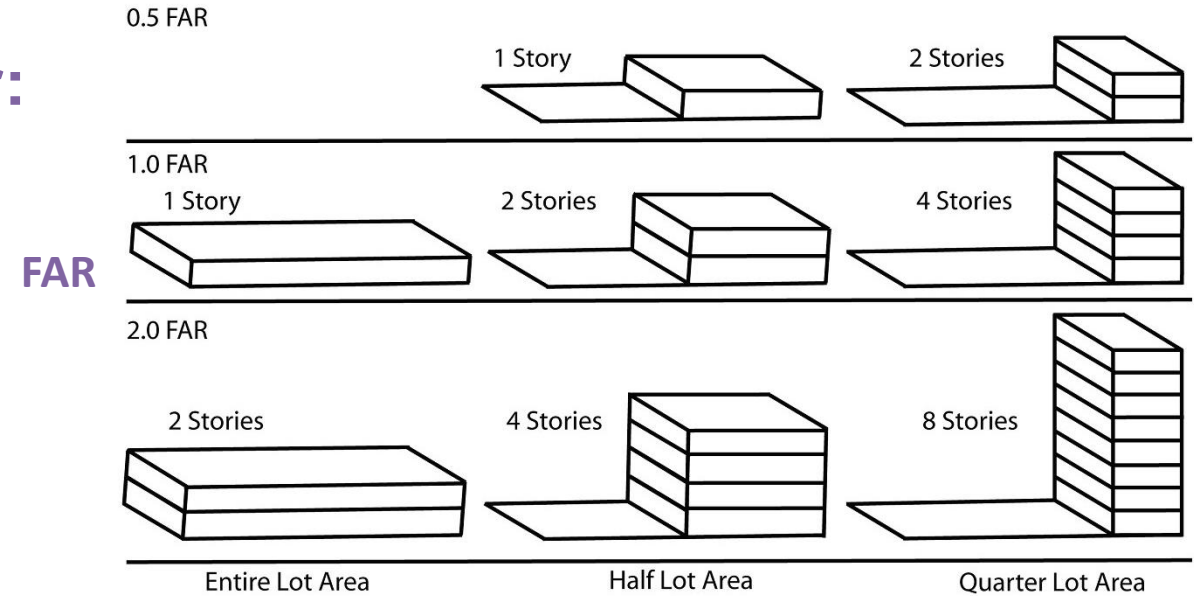 0.5 FAR
1 Story
2 Stories
1.0 FAR
1 Story
2 Stories
4 Stories
FAR
2.0 FAR
2 Stories
4 Stories
8 Stories
Entire Lot Area
Half Lot Area
Quarter Lot Area